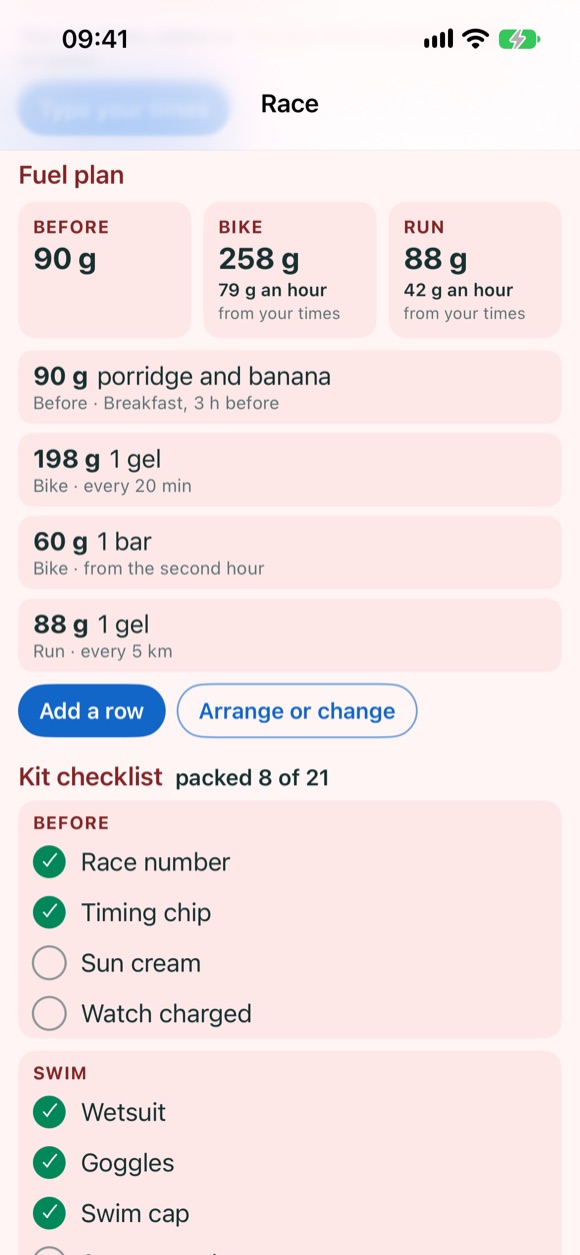 09:41
Race
Fuel plan
BEFORE
90 g
BIKE
258 g
79 g an hour
from your times
RUN
88 g
42 g an hour
from your times
90 g porridge and banana
Before · Breakfast, 3 h before
198 g 1 gel
Bike · every 20 min
60 g 1 bar
Bike · from the second hour
88 g 1 gel
Run · every 5 km
Add a row
Arrange or change
Kit checklist packed 8 of 21
BEFORE
Race number
Timing chip
Sun cream
Watch charged
SWIM
Wetsuit
Goggles
Swim cap